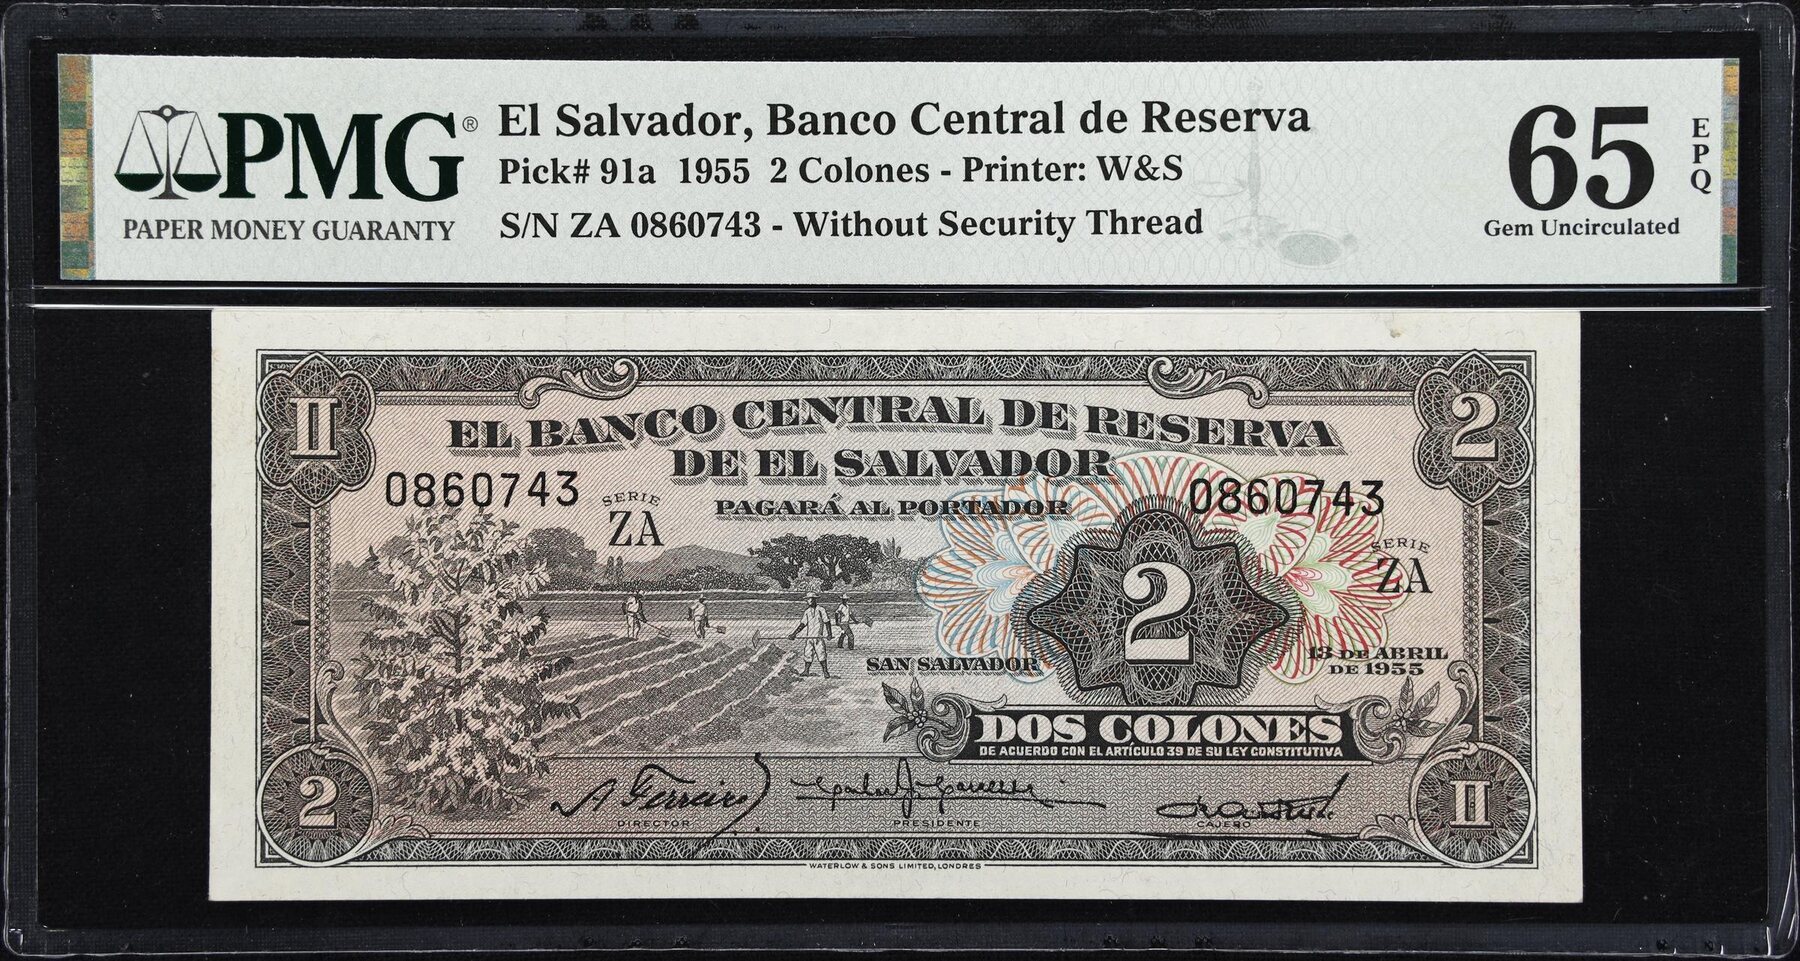 PMG®
PAPER MONEY GUARANTY
El Salvador, Banco Central de Reserva
Pick# 91a 1955 2 Colones - Printer: W&S
S/N ZA 0860743 - Without Security Thread
65 EPQ
Gem Uncirculated
II
2
EL BANCO CENTRAL DE RESERVA
DE EL SALVADOR
0860743
SERIE
ZA
PAGARÁ AL PORTADOR
0860743
SERIE
ZA
2
SAN SALVADOR
13 DE ABRIL
DE 1955
DOS COLONES
DE ACUERDO CON EL ARTÍCULO 39 DE SU LEY CONSTITUTIVA
2
II
DIRECTOR
PRESIDENTE
CAJERO
WATERLOW & SONS LIMITED, LONDRES